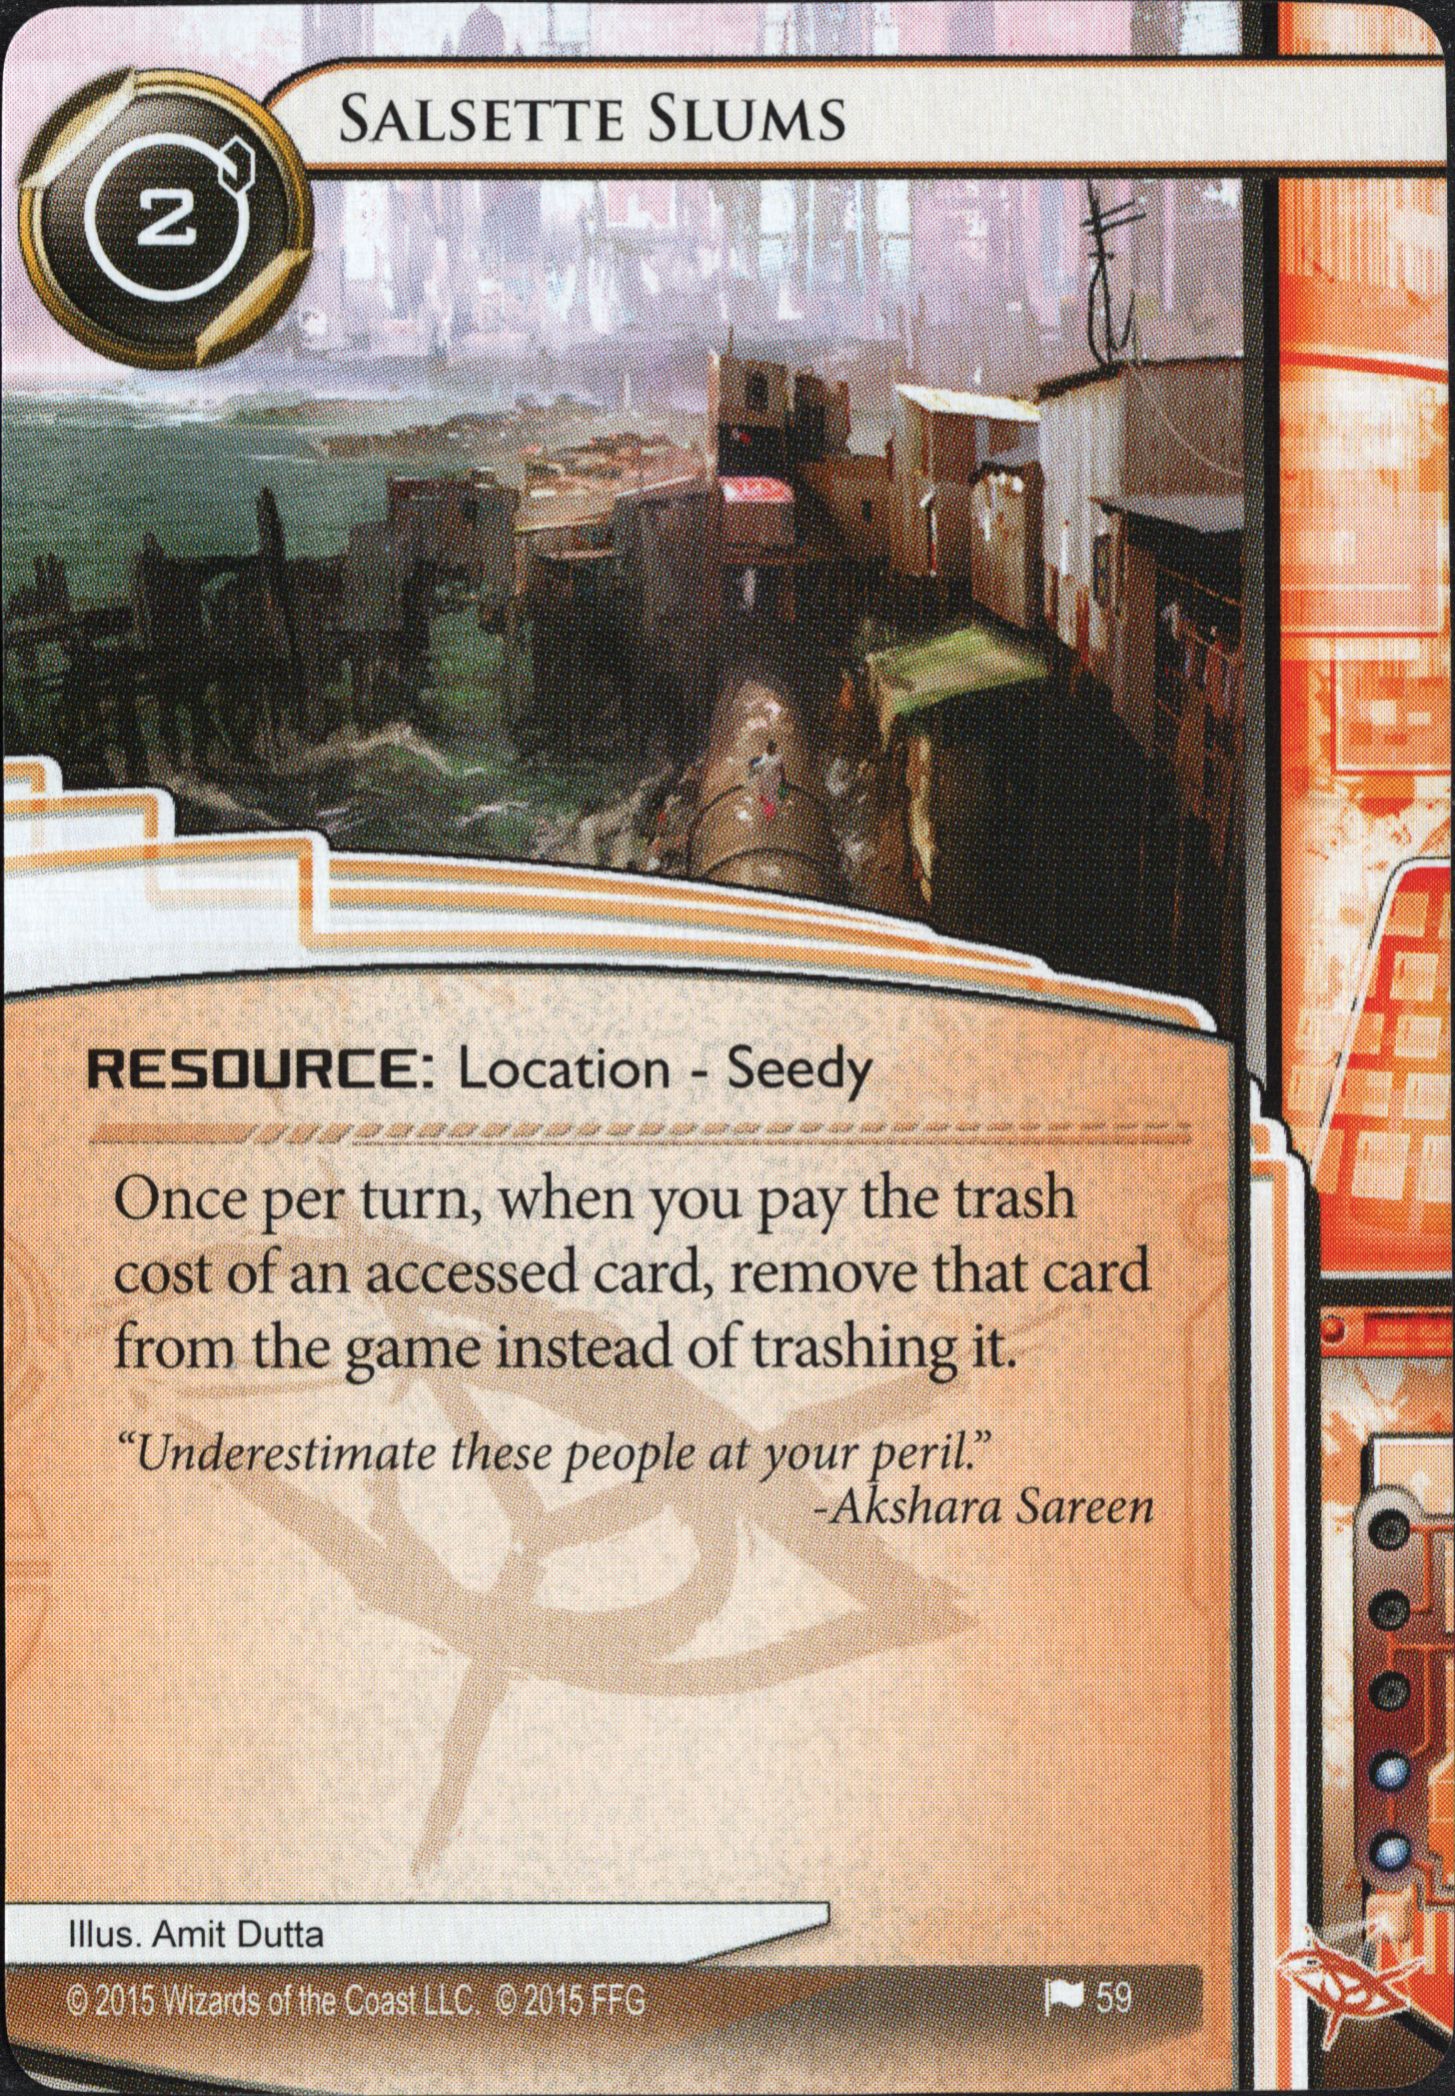 SALSETTE SLUMS
2
RESOURCE: Location - Seedy
Once per turn, when you pay the trash
cost of an accessed card, remove that card
from the game instead of trashing it.
“Underestimate these people at your peril.”
-Akshara Sareen
Illus. Amit Dutta
© 2015 Wizards of the Coast LLC. © 2015 FFG
59